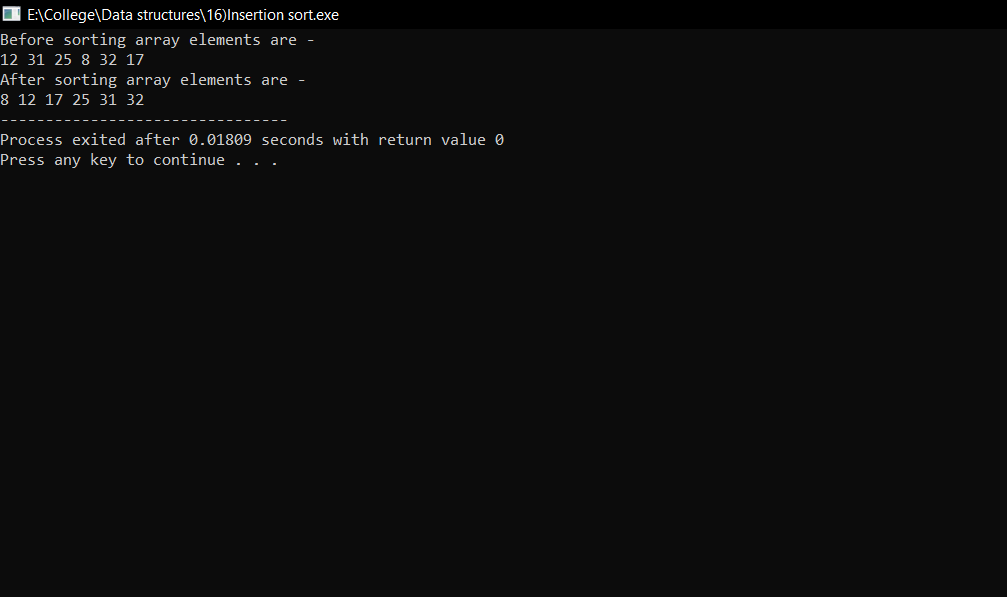 E:\College\Data structures\16)Insertion sort.exe
Before sorting array elements are -
12 31 25 8 32 17
After sorting array elements are -
8 12 17 25 31 32
--------------------------------
Process exited after 0.01809 seconds with return value 0
Press any key to continue . . .